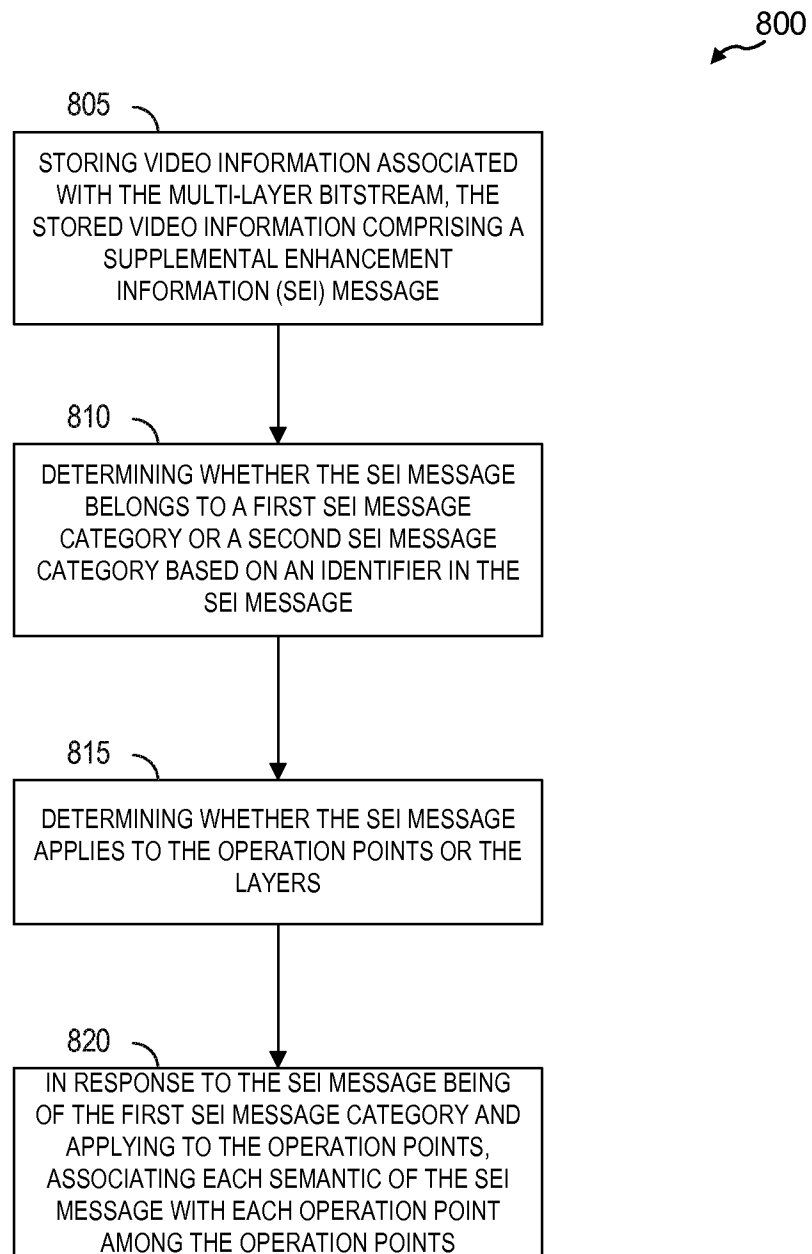 800
805
STORING VIDEO INFORMATION ASSOCIATED
WITH THE MULTI-LAYER BITSTREAM, THE
STORED VIDEO INFORMATION COMPRISING A
SUPPLEMENTAL ENHANCEMENT
INFORMATION (SEI) MESSAGE
810
DETERMINING WHETHER THE SEI MESSAGE
BELONGS TO A FIRST SEI MESSAGE
CATEGORY OR A SECOND SEI MESSAGE
CATEGORY BASED ON AN IDENTIFIER IN THE
SEI MESSAGE
815
DETERMINING WHETHER THE SEI MESSAGE
APPLIES TO THE OPERATION POINTS OR THE
LAYERS
820
IN RESPONSE TO THE SEI MESSAGE BEING
OF THE FIRST SEI MESSAGE CATEGORY AND
APPLYING TO THE OPERATION POINTS,
ASSOCIATING EACH SEMANTIC OF THE SEI
MESSAGE WITH EACH OPERATION POINT
AMONG THE OPERATION POINTS